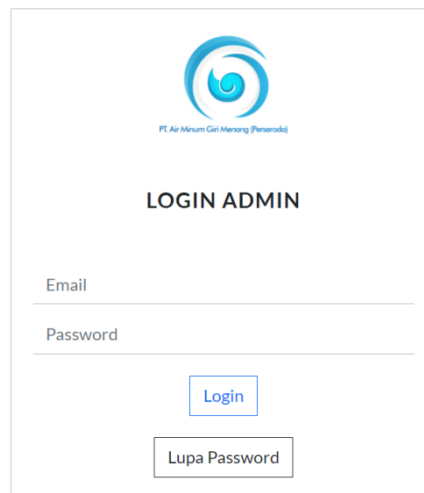 PT. Air Minum Giri Menang (Perseroda)
LOGIN ADMIN
Email
Password
Login
Lupa Password